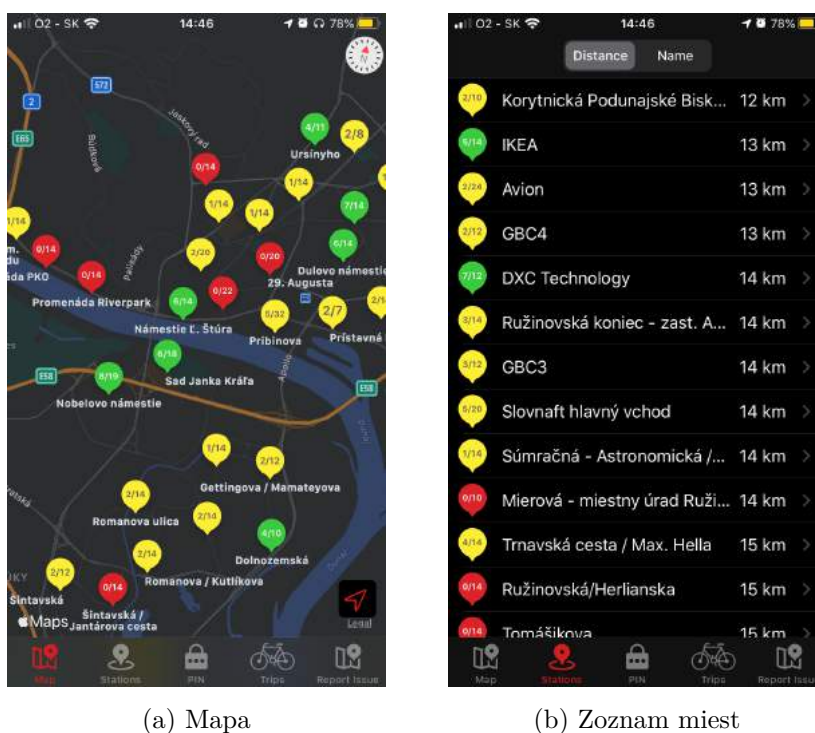 O2 - SK 14:46 78%
572
2
Jaskový rad
4/11
2/8
E65
Búdková
Ursínyho
0/14
1/14
1/14
1/14
7/14
1/14
0/14
Palisády
2/20
0/20
6/14
Dulovo námestie
0/14
29. Augusta
Promenáda Riverpark
6/14
0/22
5/32
2/7
Námestie Ľ. Štúra
Pribinova
Prístavná
6/18
Apollo
E58
8/19
Sad Janka Kráľa
E58
Nobelovo námestie
1/14
2/12
Gettingova / Mamateyova
2/14
Romanova ulica
2/14
4/10
Dolnozemská
2/14
2/12
0/14
Romanova / Kutlíkova
Šintavská
Šintavská /
Jantárova cesta
Maps
Legal
Map Stations PIN Trips Report Issue
(a) Mapa
O2 - SK 14:46 78%
Distance Name
2/10 Korytnická Podunajské Bisk... 12 km
5/14 IKEA 13 km
2/24 Avion 13 km
2/12 GBC4 13 km
7/12 DXC Technology 14 km
3/14 Ružinovská koniec - zast. A... 14 km
3/12 GBC3 14 km
5/20 Slovnaft hlavný vchod 14 km
1/14 Súmračná - Astronomická /... 14 km
0/10 Mierová - miestny úrad Ruži... 14 km
4/14 Trnavská cesta / Max. Hella 15 km
0/14 Ružinovská/Herlianska 15 km
0/14 Tomášikova 15 km
Map Stations PIN Trips Report Issu
(b) Zoznam miest